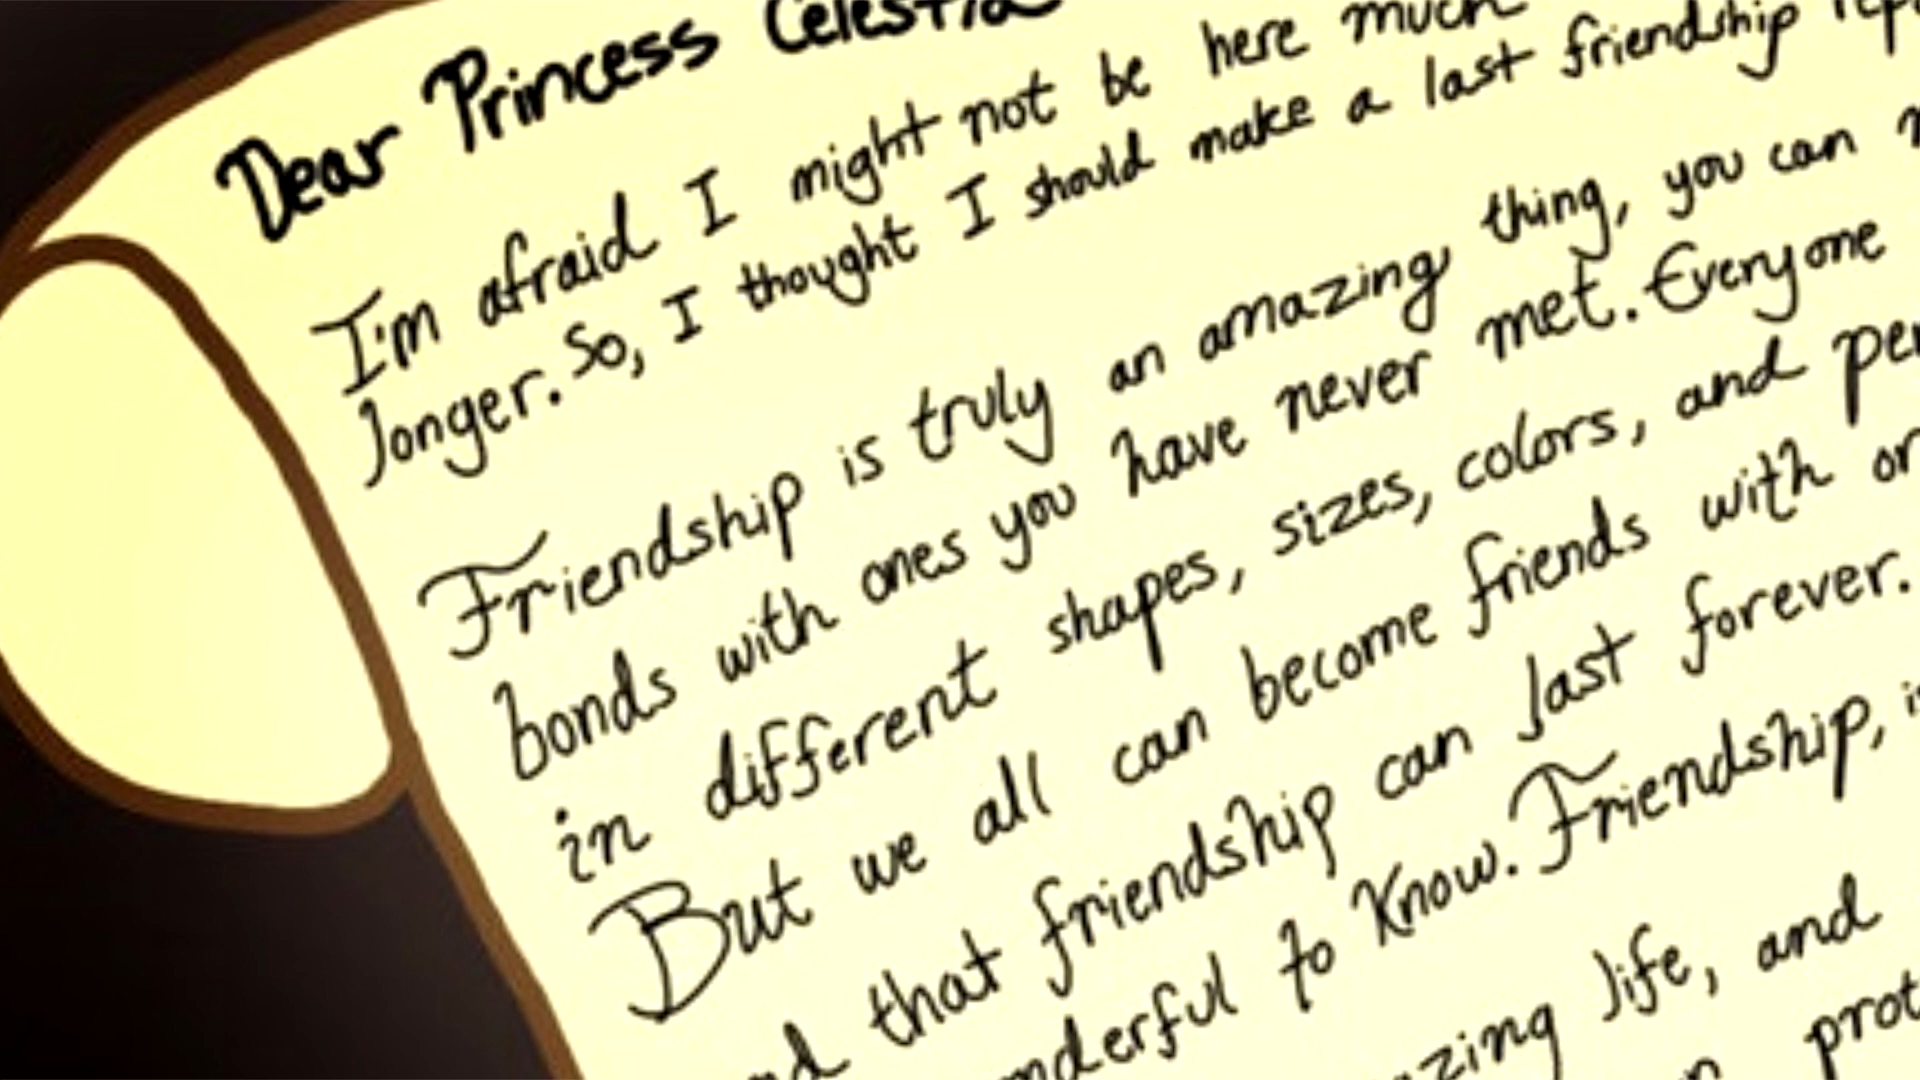 Dear Princess Celestia
I'm afraid I might not be here much
longer. So, I thought I should make a last friendship
Friendship is truly an amazing thing, you can
bonds with ones you have never met. Everyone
in different shapes, sizes, colors, and
But we all can become friends with
that friendship can last forever.
to know. Friendship,
life, and